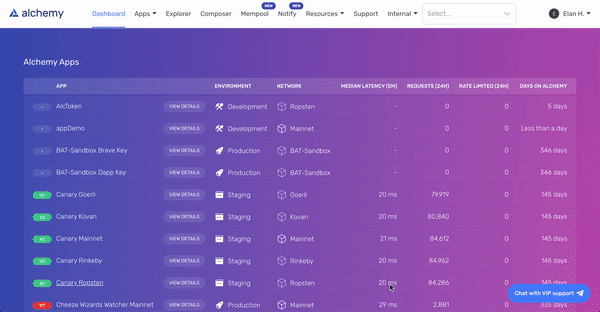 alchemy Dashboard Apps Explorer Composer Mempool NEW Notify NEW Resources Support Internal Select... Elan H.
Alchemy Apps
APP ENVIRONMENT NETWORK MEDIAN LATENCY (5M) REQUESTS (24H) RATE LIMITED (24H) DAYS ON ALCHEMY
- AlcToken VIEW DETAILS Development Ropsten - 0 0 5 days
- appDemo VIEW DETAILS Development Mainnet - 0 0 Less than a day
- BAT-Sandbox Brave Key VIEW DETAILS Production BAT-Sandbox - 0 0 346 days
- BAT-Sandbox Dapp Key VIEW DETAILS Production BAT-Sandbox - 0 0 346 days
Canary Goerli VIEW DETAILS Staging Goerli 20 ms 79,919 0 145 days
Canary Kovan VIEW DETAILS Staging Kovan 20 ms 80,840 0 145 days
Canary Mainnet VIEW DETAILS Staging Mainnet 21 ms 84,612 0 145 days
Canary Rinkeby VIEW DETAILS Staging Rinkeby 20 ms 84,962 0 145 days
Canary Ropsten VIEW DETAILS Staging Ropsten 20 ms 84,286 0 145 days
Cheeze Wizards Watcher Mainnet VIEW DETAILS Production Mainnet 29 ms 2,881 0 335 days
Chat with VIP support